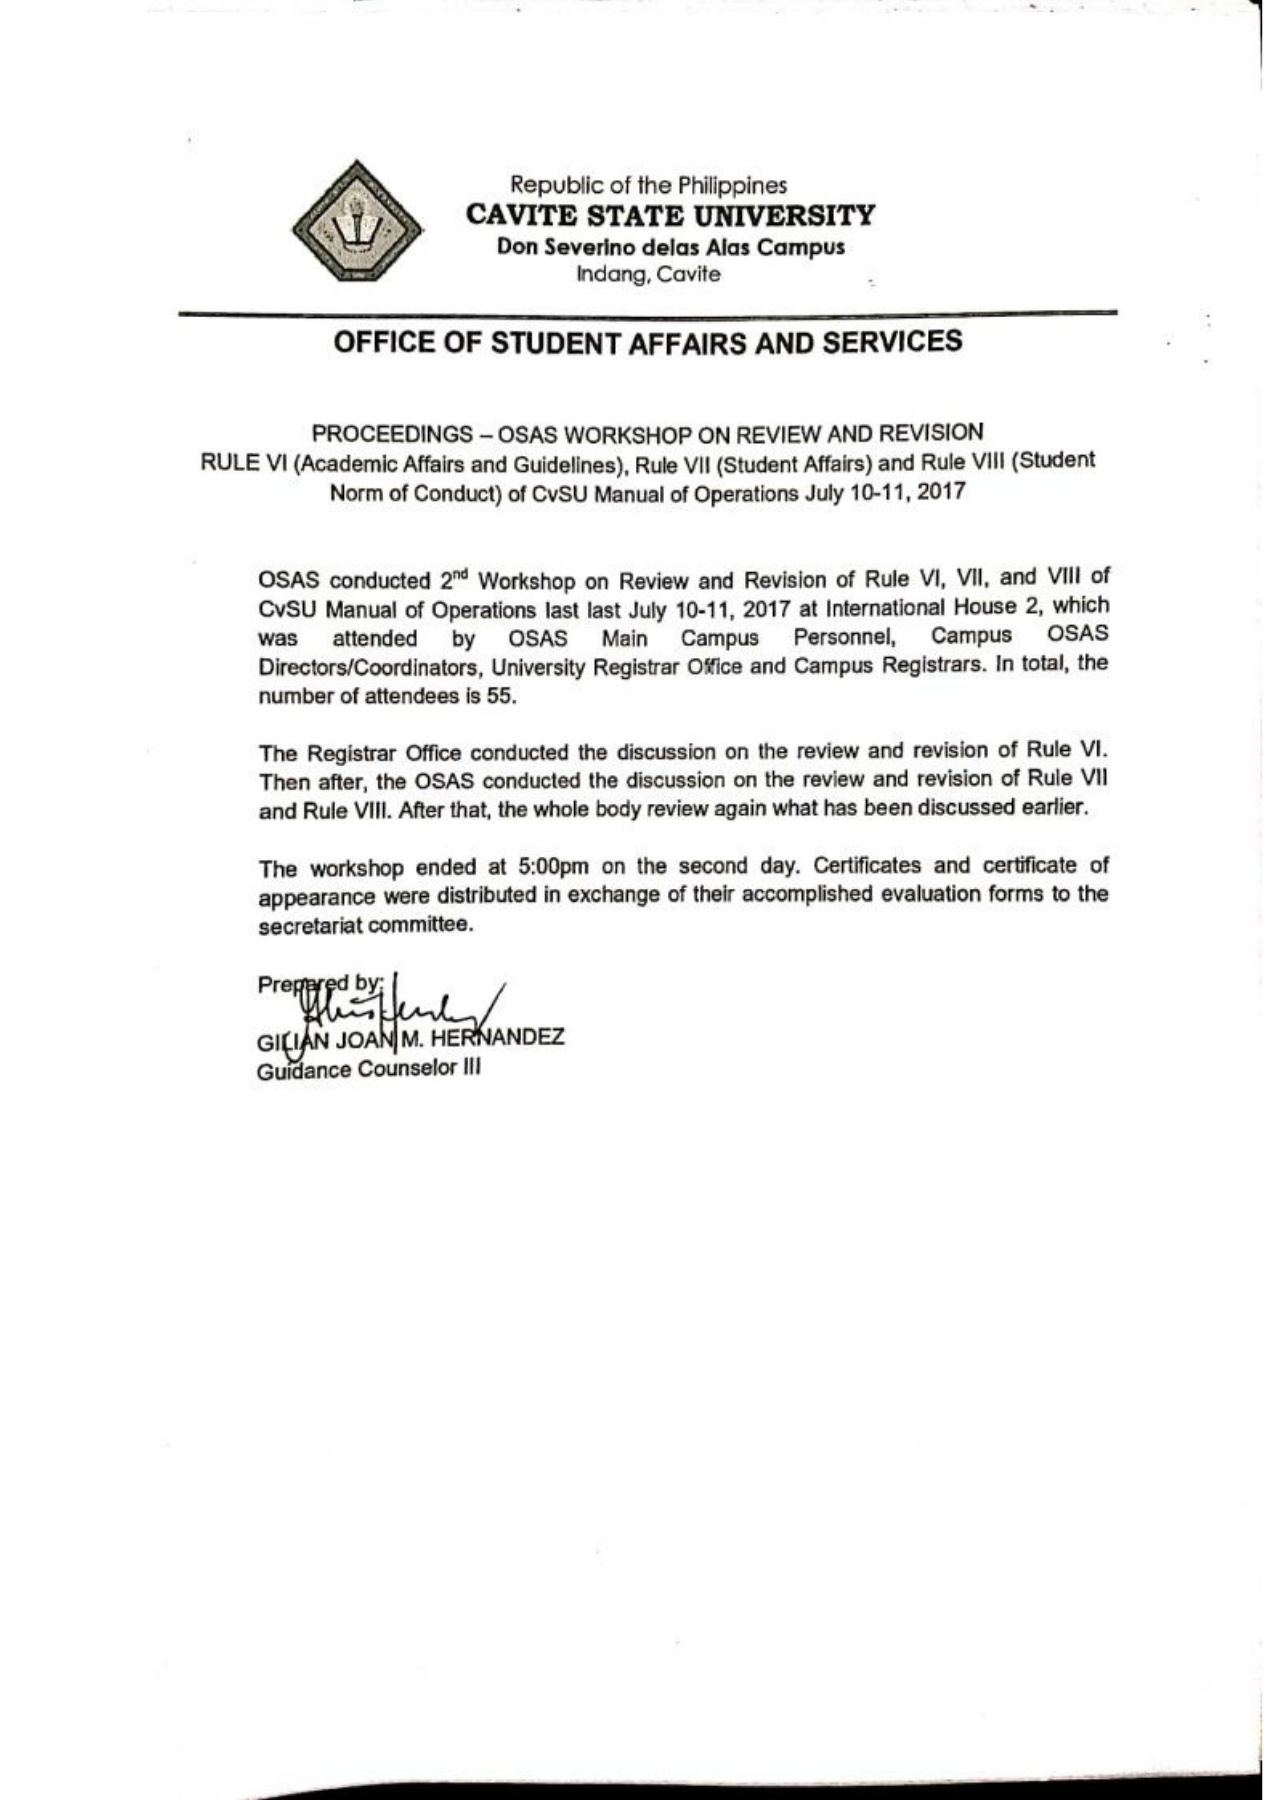 Republic of the Philippines
CAVITE STATE UNIVERSITY
Don Severino delas Alas Campus
Indang, Cavite
OFFICE OF STUDENT AFFAIRS AND SERVICES
PROCEEDINGS – OSAS WORKSHOP ON REVIEW AND REVISION
RULE VI (Academic Affairs and Guidelines), Rule VII (Student Affairs) and Rule VIII (Student
Norm of Conduct) of CvSU Manual of Operations July 10-11, 2017
OSAS conducted 2nd Workshop on Review and Revision of Rule VI, VII, and VIII of
CvSU Manual of Operations last last July 10-11, 2017 at International House 2, which
was attended by OSAS Main Campus Personnel, Campus OSAS
Directors/Coordinators, University Registrar Office and Campus Registrars. In total, the
number of attendees is 55.
The Registrar Office conducted the discussion on the review and revision of Rule VI.
Then after, the OSAS conducted the discussion on the review and revision of Rule VII
and Rule VIII. After that, the whole body review again what has been discussed earlier.
The workshop ended at 5:00pm on the second day. Certificates and certificate of
appearance were distributed in exchange of their accomplished evaluation forms to the
secretariat committee.
Prepared by:
GILIAN JOAN M. HERNANDEZ
Guidance Counselor III